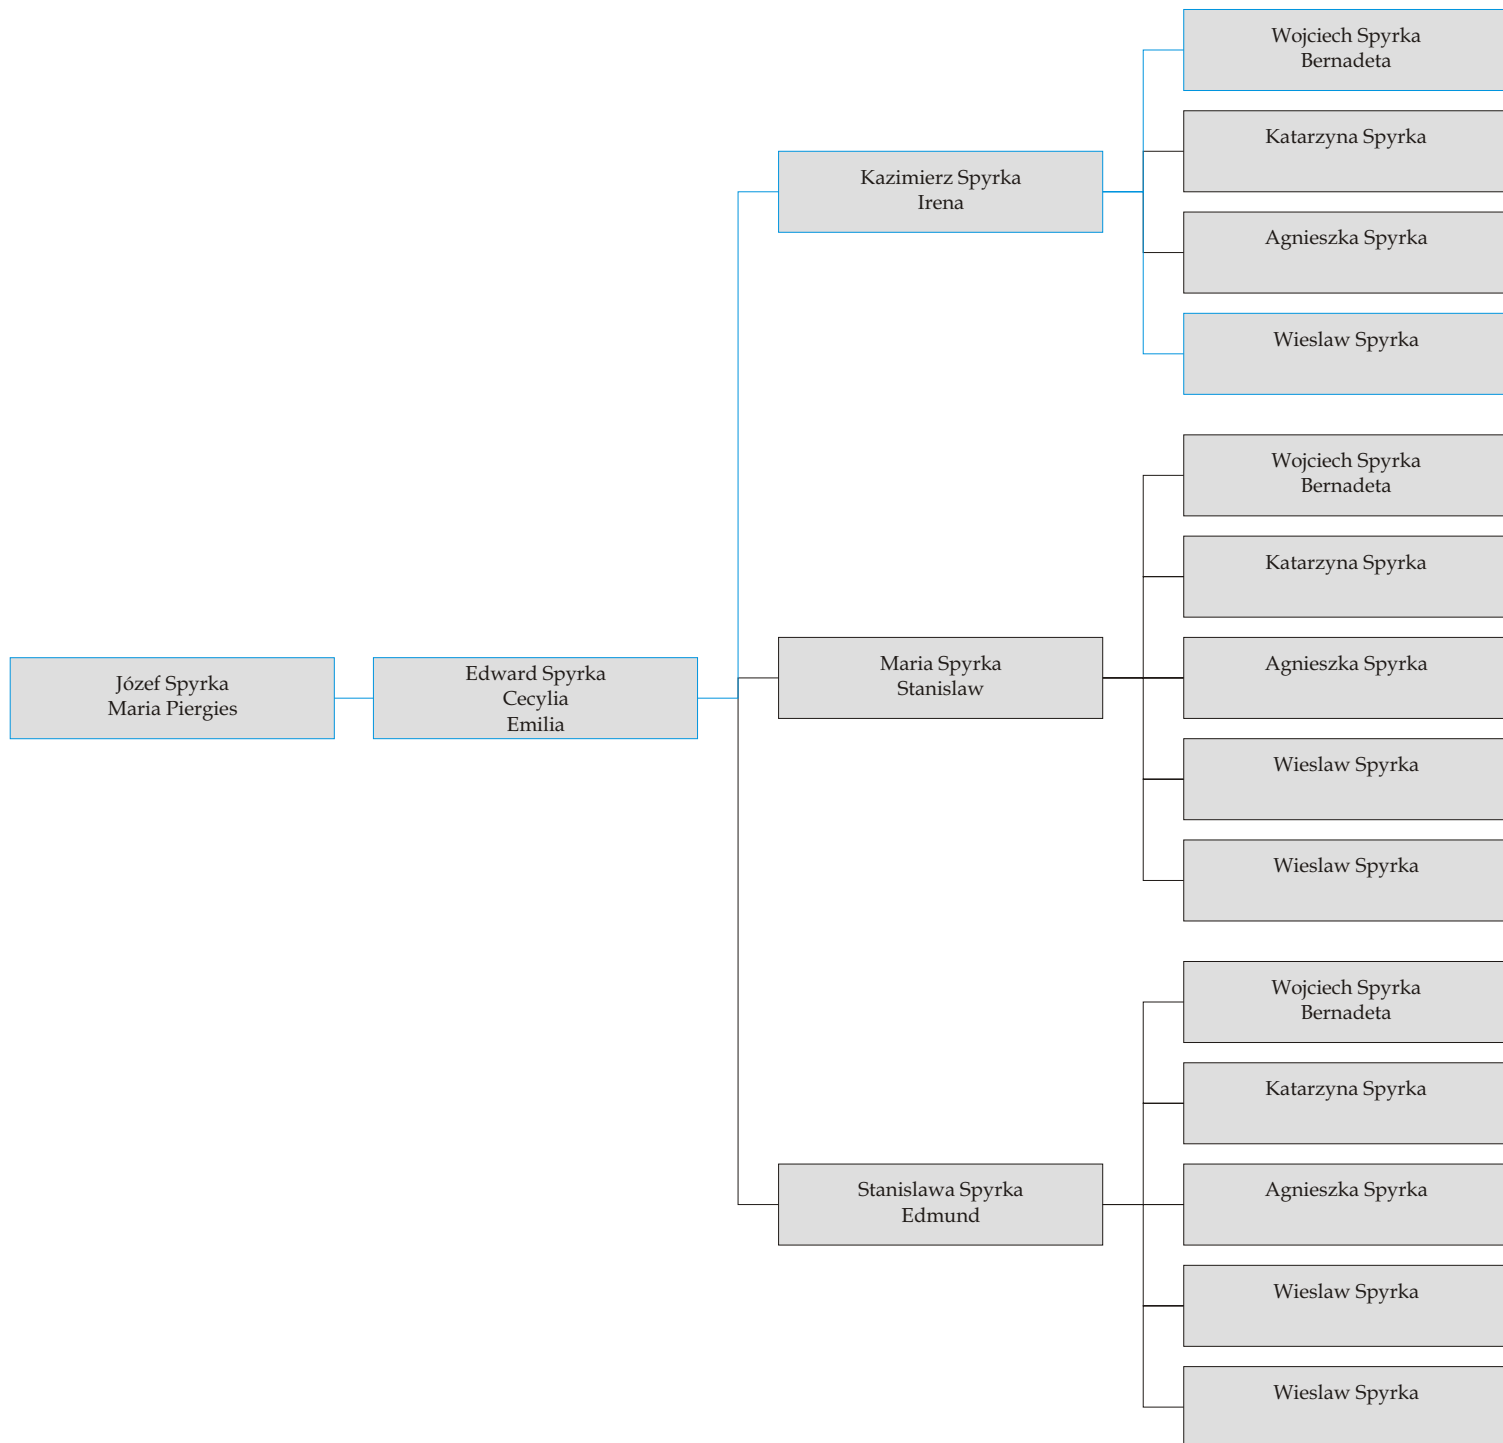 Józef Spyrka
Maria Piergies
Edward Spyrka
Cecylia
Emilia
Kazimierz Spyrka
Irena
Wojciech Spyrka
Bernadeta
Katarzyna Spyrka
Agnieszka Spyrka
Wieslaw Spyrka
Maria Spyrka
Stanislaw
Wojciech Spyrka
Bernadeta
Katarzyna Spyrka
Agnieszka Spyrka
Wieslaw Spyrka
Wieslaw Spyrka
Stanislawa Spyrka
Edmund
Wojciech Spyrka
Bernadeta
Katarzyna Spyrka
Agnieszka Spyrka
Wieslaw Spyrka
Wieslaw Spyrka